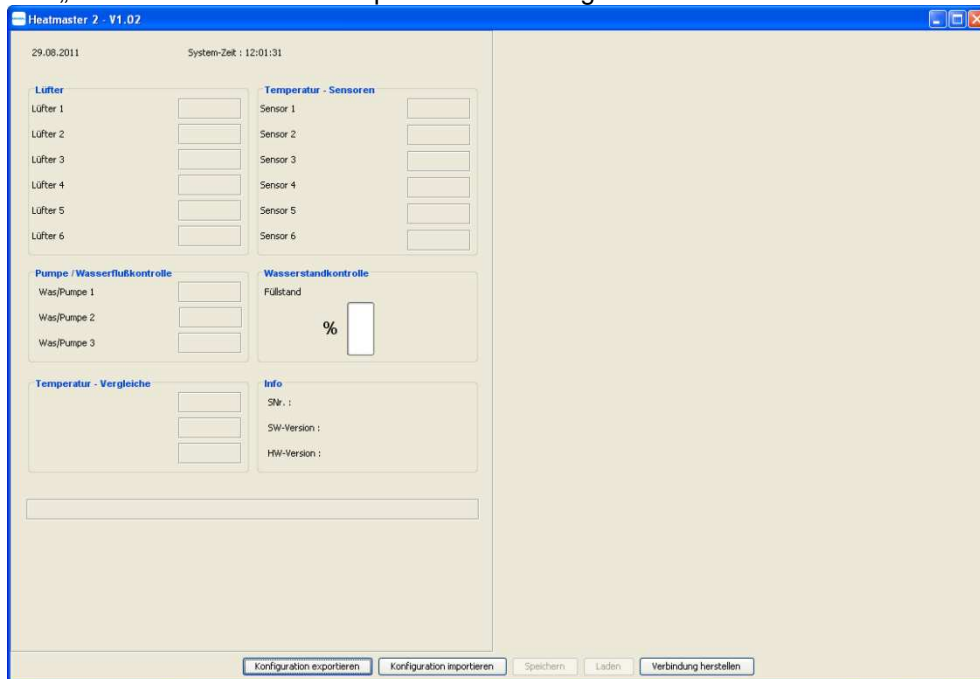 Heatmaster 2 - V1.02
29.08.2011 System-Zeit : 12:01:31
Lüfter
Lüfter 1
Lüfter 2
Lüfter 3
Lüfter 4
Lüfter 5
Lüfter 6
Temperatur - Sensoren
Sensor 1
Sensor 2
Sensor 3
Sensor 4
Sensor 5
Sensor 6
Pumpe / Wasserflußkontrolle
Was/Pumpe 1
Was/Pumpe 2
Was/Pumpe 3
Wasserstandkontrolle
Füllstand
%
Temperatur - Vergleiche
Info
SNr. :
SW-Version :
HW-Version :
Konfiguration exportieren Konfiguration importieren Speichern Laden Verbindung herstellen